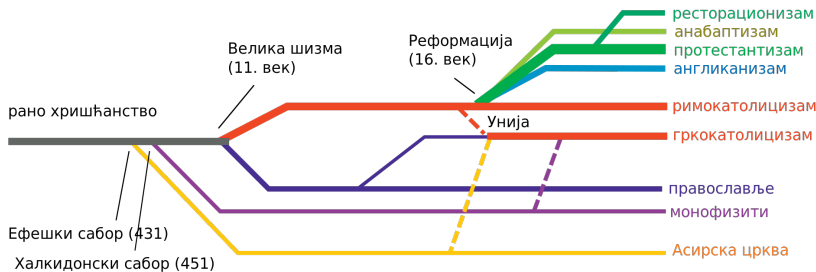 ресторационизам
анабаптизам
протестантизам
англиканизам
Велика шизма
(11. век)
Реформација
(16. век)
рано хришћанство
римокатолицизам
Унија
гркокатолицизам
православље
монофизити
Ефешки сабор (431)
Халкидонски сабор (451)
Асирска црква